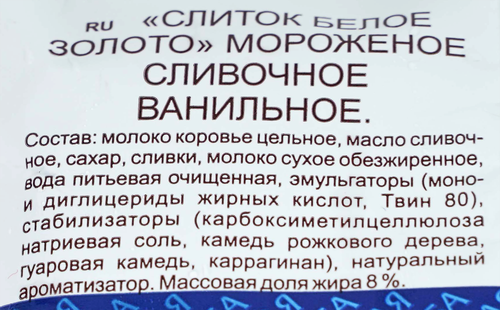 RU «СЛИТОК БЕЛОЕ
ЗОЛОТО» МОРОЖЕНОЕ
СЛИВОЧНОЕ
ВАНИЛЬНОЕ.
Состав: молоко коровье цельное, масло сливоч-
ное, сахар, сливки, молоко сухое обезжиренное,
вода питьевая очищенная, эмульгаторы (моно-
и диглицериды жирных кислот, Твин 80),
стабилизаторы (карбоксиметилцеллюлоза
натриевая соль, камедь рожкового дерева,
гуаровая камедь, каррагинан), натуральный
ароматизатор. Массовая доля жира 8%.